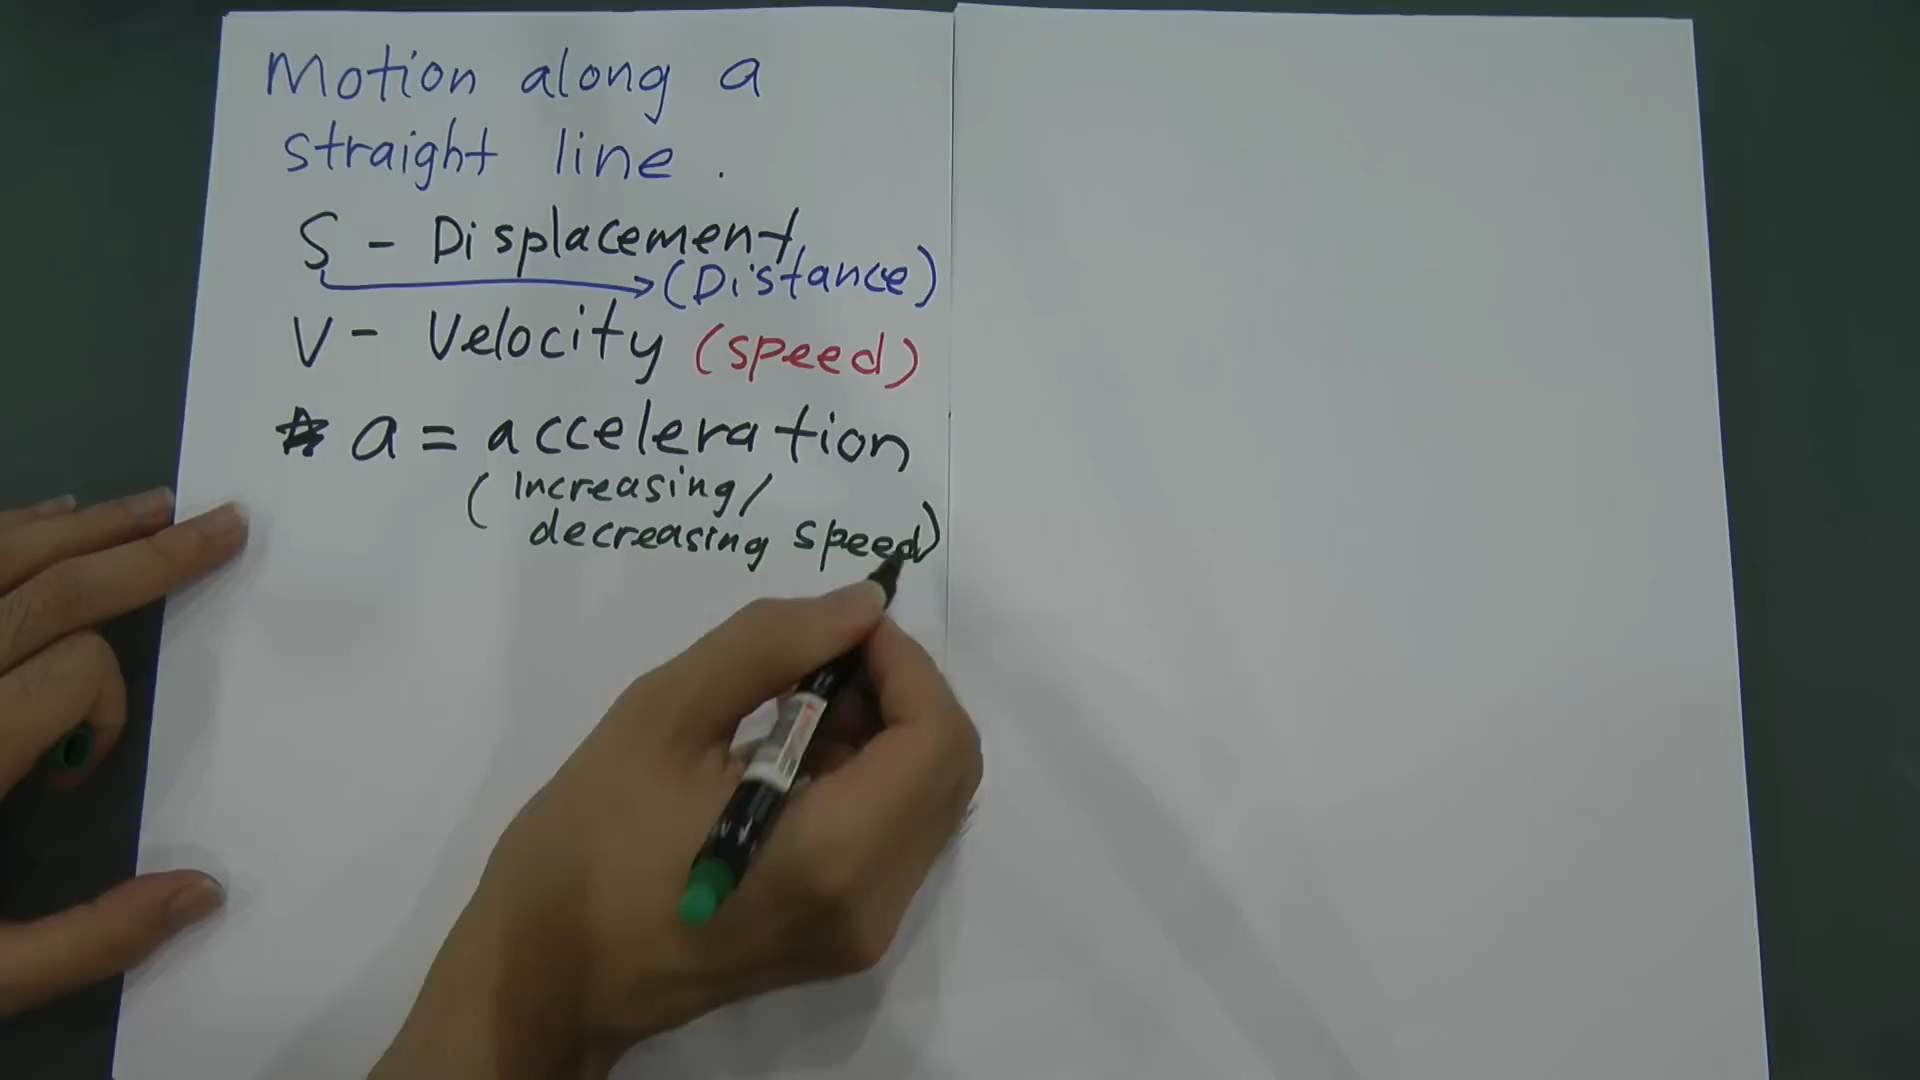 Motion along a
straight line .
S - Displacement
(Distance)
V - Velocity (speed)
* a = acceleration
( Increasing/
decreasing speed)